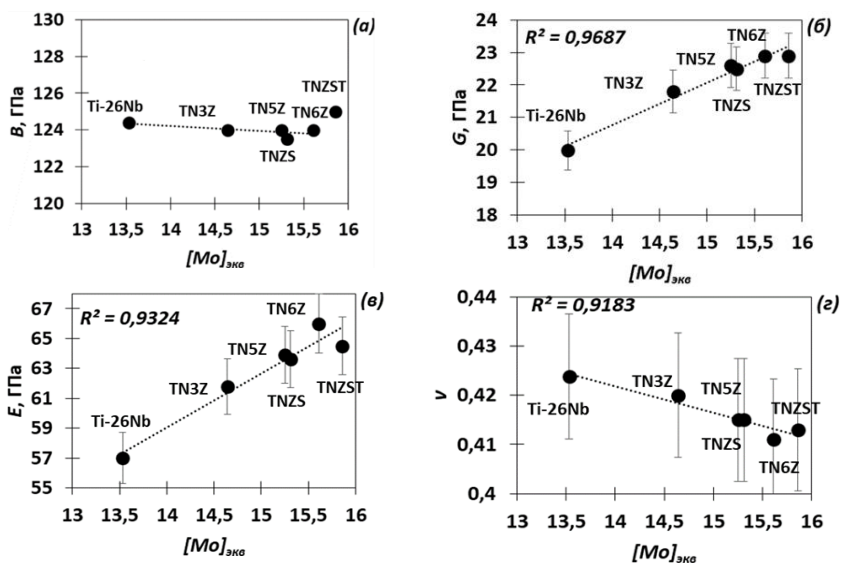 (а)
B, ГПа
130
128
126
124
122
120
Ti-26Nb
TN3Z
TN5Z
TNZS
TN6Z
TNZST
13 13,5 14 14,5 15 15,5 16
[Mo]экв
(б)
R² = 0,9687
G, ГПа
24
23
22
21
20
19
18
Ti-26Nb
TN3Z
TN5Z
TNZS
TN6Z
TNZST
13 13,5 14 14,5 15 15,5 16
[Mo]экв
(в)
R² = 0,9324
E, ГПа
67
65
63
61
59
57
55
Ti-26Nb
TN3Z
TN5Z
TNZS
TN6Z
TNZST
13 13,5 14 14,5 15 15,5 16
[Mo]экв
(г)
R² = 0,9183
ν
0,44
0,43
0,42
0,41
0,4
Ti-26Nb
TN3Z
TN5Z
TNZS
TN6Z
TNZST
13 13,5 14 14,5 15 15,5 16
[Mo]экв